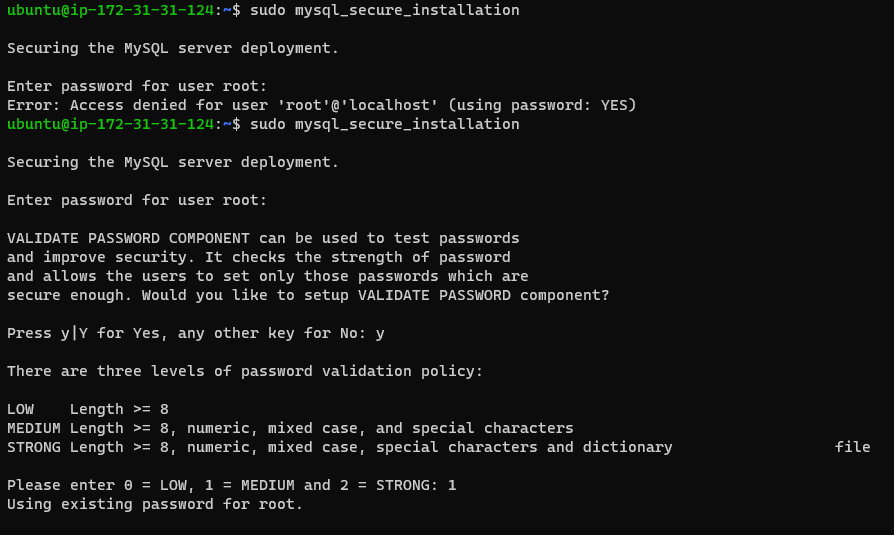 ubuntu@ip-172-31-31-124:~$ sudo mysql_secure_installation
Securing the MySQL server deployment.
Enter password for user root:
Error: Access denied for user 'root'@'localhost' (using password: YES)
ubuntu@ip-172-31-31-124:~$ sudo mysql_secure_installation
Securing the MySQL server deployment.
Enter password for user root:
VALIDATE PASSWORD COMPONENT can be used to test passwords
and improve security. It checks the strength of password
and allows the users to set only those passwords which are
secure enough. Would you like to setup VALIDATE PASSWORD component?
Press y|Y for Yes, any other key for No: y
There are three levels of password validation policy:
LOW    Length >= 8
MEDIUM Length >= 8, numeric, mixed case, and special characters
STRONG Length >= 8, numeric, mixed case, special characters and dictionary                  file
Please enter 0 = LOW, 1 = MEDIUM and 2 = STRONG: 1
Using existing password for root.